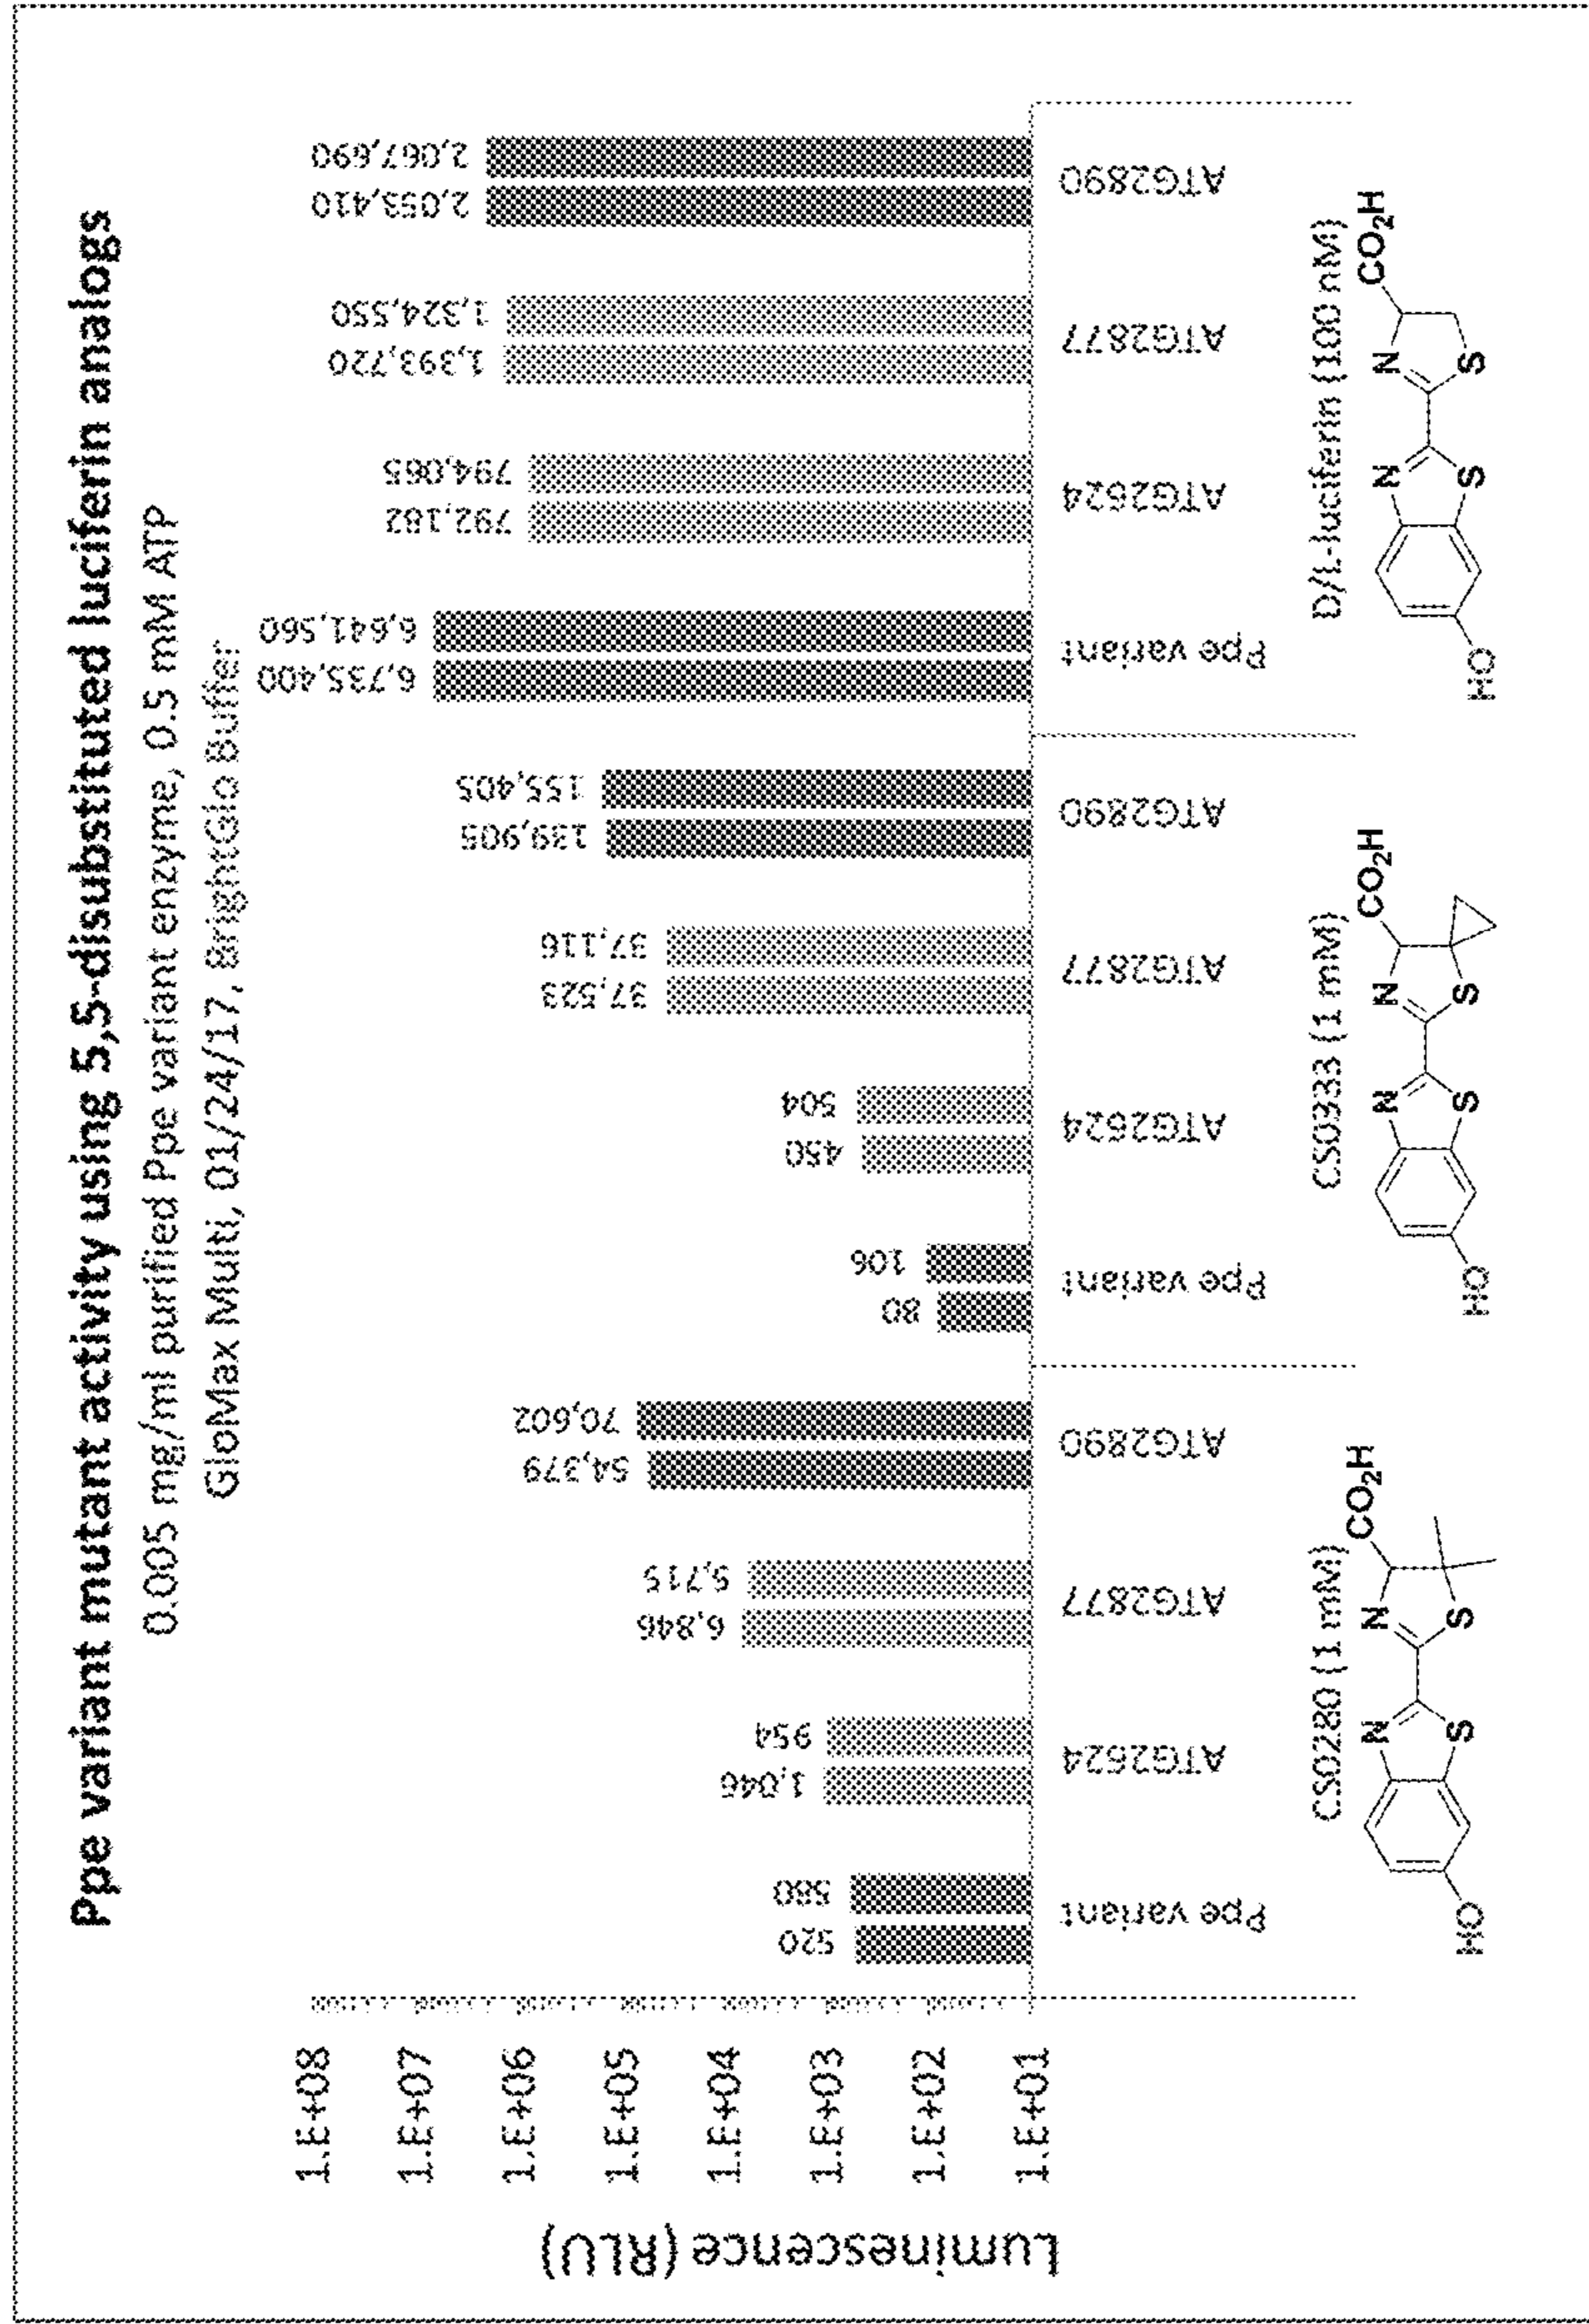 Ppe variant mutant activity using 5,5-disubstituted luciferin analogs
0.005 mg/ml purified Ppe variant enzyme, 0.5 mM ATP
GloMax Multi, 01/24/17, BrightGlo Buffer
Luminescence (RLU)
1.E+08
1.E+07
1.E+06
1.E+05
1.E+04
1.E+03
1.E+02
1.E+01
520
580
1,046
954
6,846
5,715
54,379
70,602
80
106
450
504
37,523
37,116
139,905
155,405
6,735,400
6,641,560
792,182
794,065
1,393,720
1,324,550
2,053,410
2,067,690
Ppe variant
ATG2624
ATG2877
ATG2890
Ppe variant
ATG2624
ATG2877
ATG2890
Ppe variant
ATG2624
ATG2877
ATG2890
CS0280 (1 mM)
CS0333 (1 mM)
D/L-luciferin (100 nM)
HO
N
S
N
S
CO₂H
HO
N
S
N
S
CO₂H
HO
N
S
N
S
CO₂H